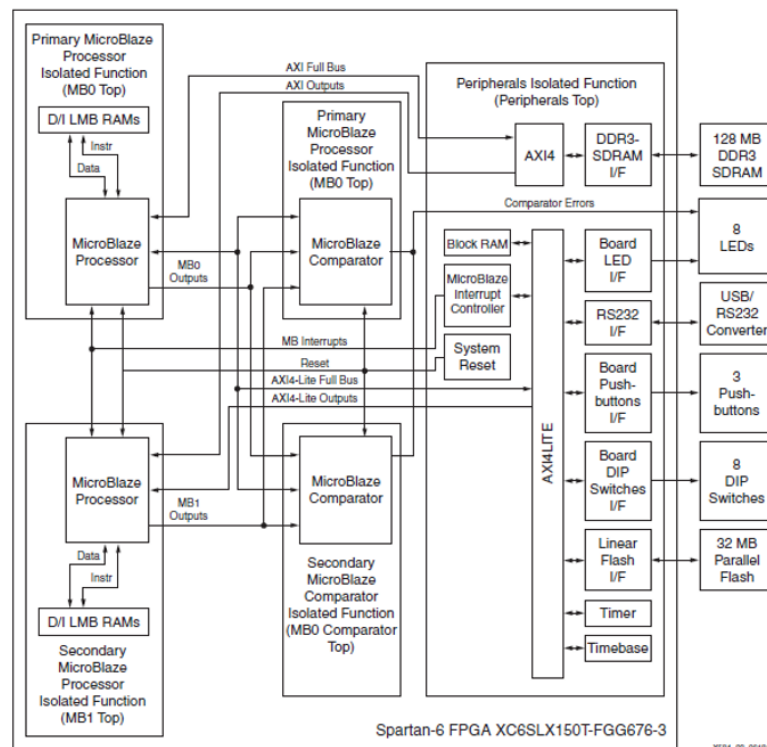 Primary MicroBlaze
Processor
Isolated Function
(MB0 Top)
D/I LMB RAMs
Instr
Data
MicroBlaze
Processor
MB0
Outputs
AXI Full Bus
AXI Outputs
Primary
MicroBlaze
Processor
Isolated Function
(MB0 Top)
MicroBlaze
Comparator
MB Interrupts
Reset
AXI4-Lite Full Bus
AXI4-Lite Outputs
MicroBlaze
Processor
MB1
Outputs
Data
Instr
D/I LMB RAMs
Secondary
MicroBlaze
Processor
Isolated Function
(MB1 Top)
MicroBlaze
Comparator
Secondary
MicroBlaze
Comparator
Isolated Function
(MB0 Comparator
Top)
Peripherals Isolated Function
(Peripherals Top)
AXI4
DDR3-
SDRAM
I/F
Comparator Errors
Block RAM
MicroBlaze
Interrupt
Controller
System
Reset
AXI4LITE
Board
LED
I/F
RS232
I/F
Board
Push-
buttons
I/F
Board
DIP
Switches
I/F
Linear
Flash
I/F
Timer
Timebase
128 MB
DDR3
SDRAM
8
LEDs
USB/
RS232
Converter
3
Push-
buttons
8
DIP
Switches
32 MB
Parallel
Flash
Spartan-6 FPGA XC6SLX150T-FGG676-3